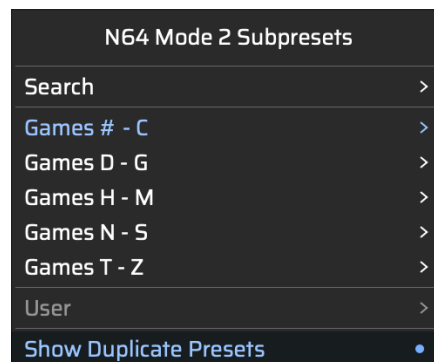 N64 Mode 2 Subpresets
Search >
Games # - C >
Games D - G >
Games H - M >
Games N - S >
Games T - Z >
User >
Show Duplicate Presets